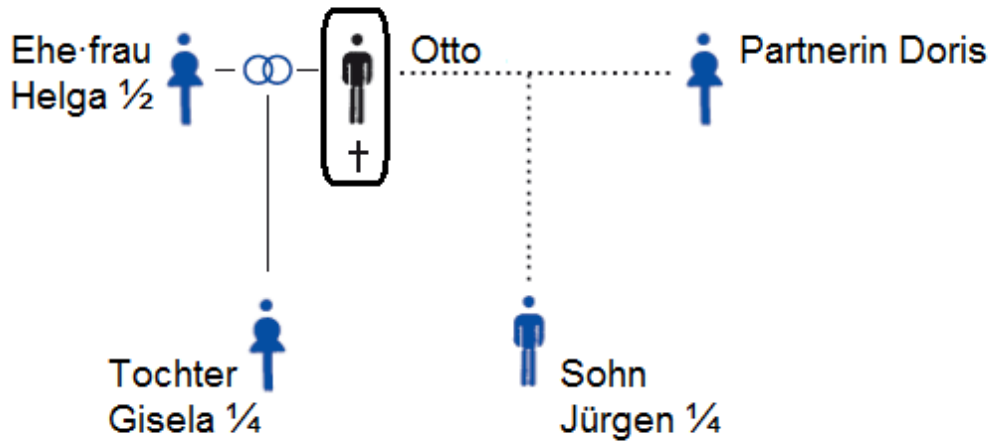 Ehe·frau
Helga ½
Otto
Partnerin Doris
Tochter
Gisela ¼
Sohn
Jürgen ¼